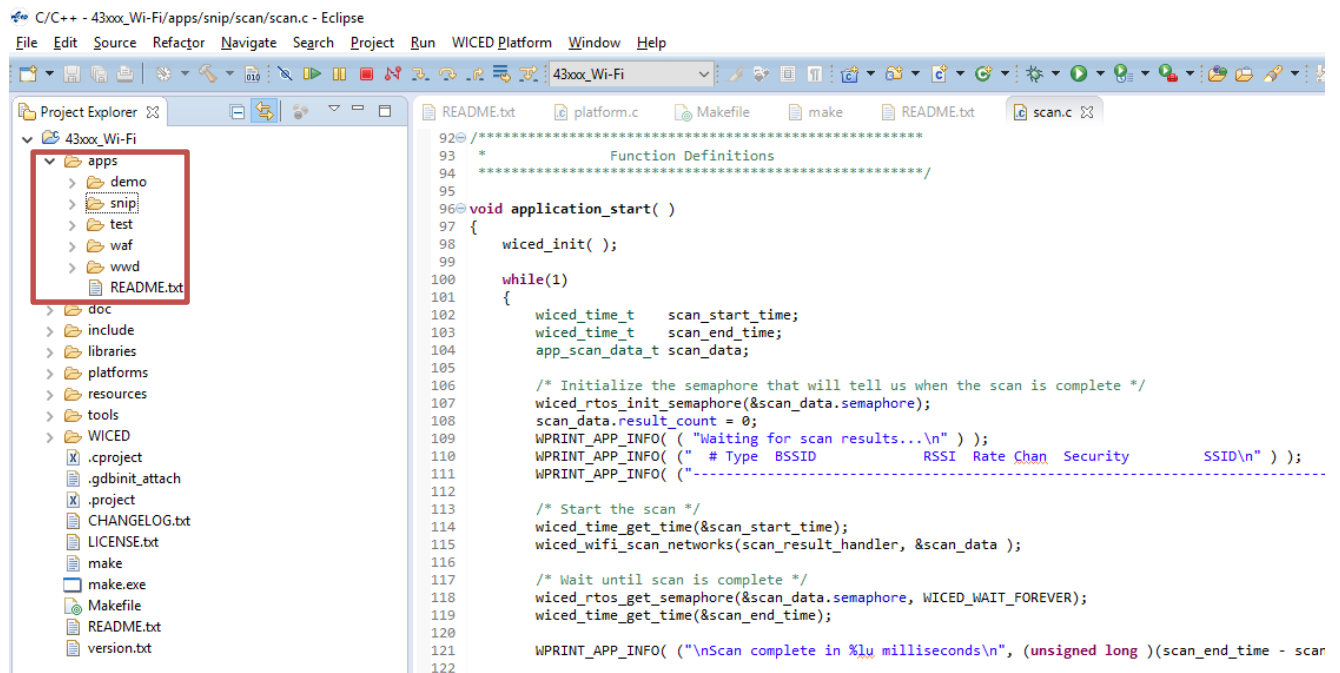 C/C++ - 43xxx_Wi-Fi/apps/snip/scan/scan.c - Eclipse
File Edit Source Refactor Navigate Search Project Run WICED Platform Window Help
010 43xxx_Wi-Fi
Project Explorer
43xxx_Wi-Fi
apps
demo
snip
test
waf
wwd
README.txt
doc
include
libraries
platforms
resources
tools
WICED
.cproject
.gdbinit_attach
.project
CHANGELOG.txt
LICENSE.txt
make
make.exe
Makefile
README.txt
version.txt
README.txt platform.c Makefile make README.txt scan.c
92 /******************************************************
93 *               Function Definitions
94 ******************************************************/
95
96 void application_start( )
97 {
98     wiced_init( );
99
100     while(1)
101     {
102         wiced_time_t    scan_start_time;
103         wiced_time_t    scan_end_time;
104         app_scan_data_t scan_data;
105
106         /* Initialize the semaphore that will tell us when the scan is complete */
107         wiced_rtos_init_semaphore(&scan_data.semaphore);
108         scan_data.result_count = 0;
109         WPRINT_APP_INFO( ( "Waiting for scan results...\n" ) );
110         WPRINT_APP_INFO( ("  # Type  BSSID             RSSI  Rate Chan  Security         SSID\n" ) );
111         WPRINT_APP_INFO( ("-----------------------------------------------------------------------------
112
113         /* Start the scan */
114         wiced_time_get_time(&scan_start_time);
115         wiced_wifi_scan_networks(scan_result_handler, &scan_data );
116
117         /* Wait until scan is complete */
118         wiced_rtos_get_semaphore(&scan_data.semaphore, WICED_WAIT_FOREVER);
119         wiced_time_get_time(&scan_end_time);
120
121         WPRINT_APP_INFO( ("\nScan complete in %lu milliseconds\n", (unsigned long )(scan_end_time - scan
122